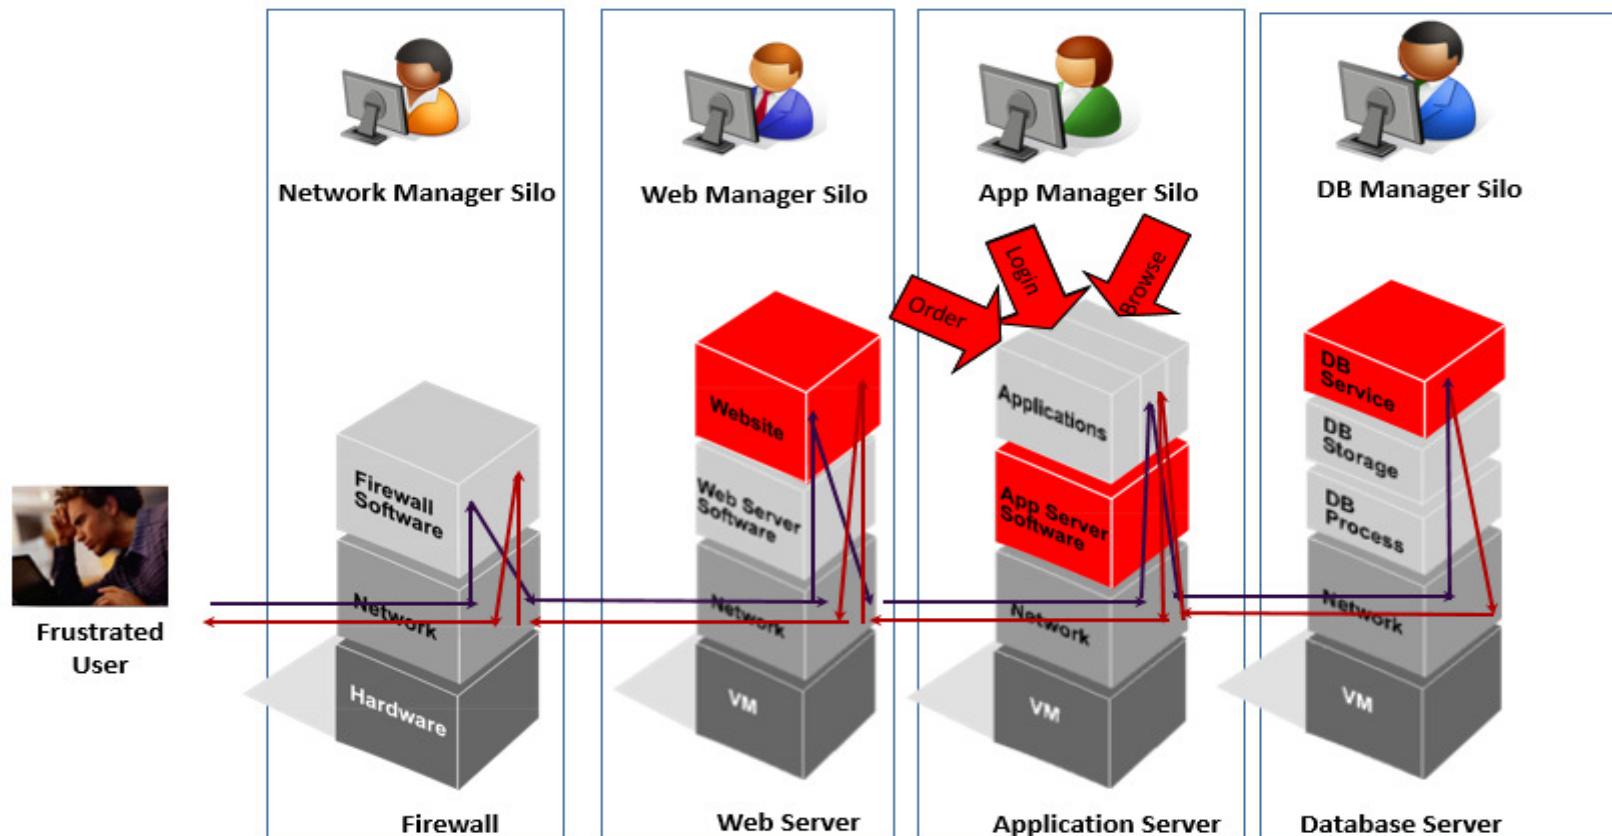 Network Manager Silo
Web Manager Silo
App Manager Silo
DB Manager Silo
Order
Login
Browse
Firewall
Software
Network
Hardware
Website
Web Server
Software
Network
VM
Applications
App Server
Software
Network
VM
DB
Service
DB
Storage
DB
Process
Network
VM
Frustrated
User
Firewall
Web Server
Application Server
Database Server